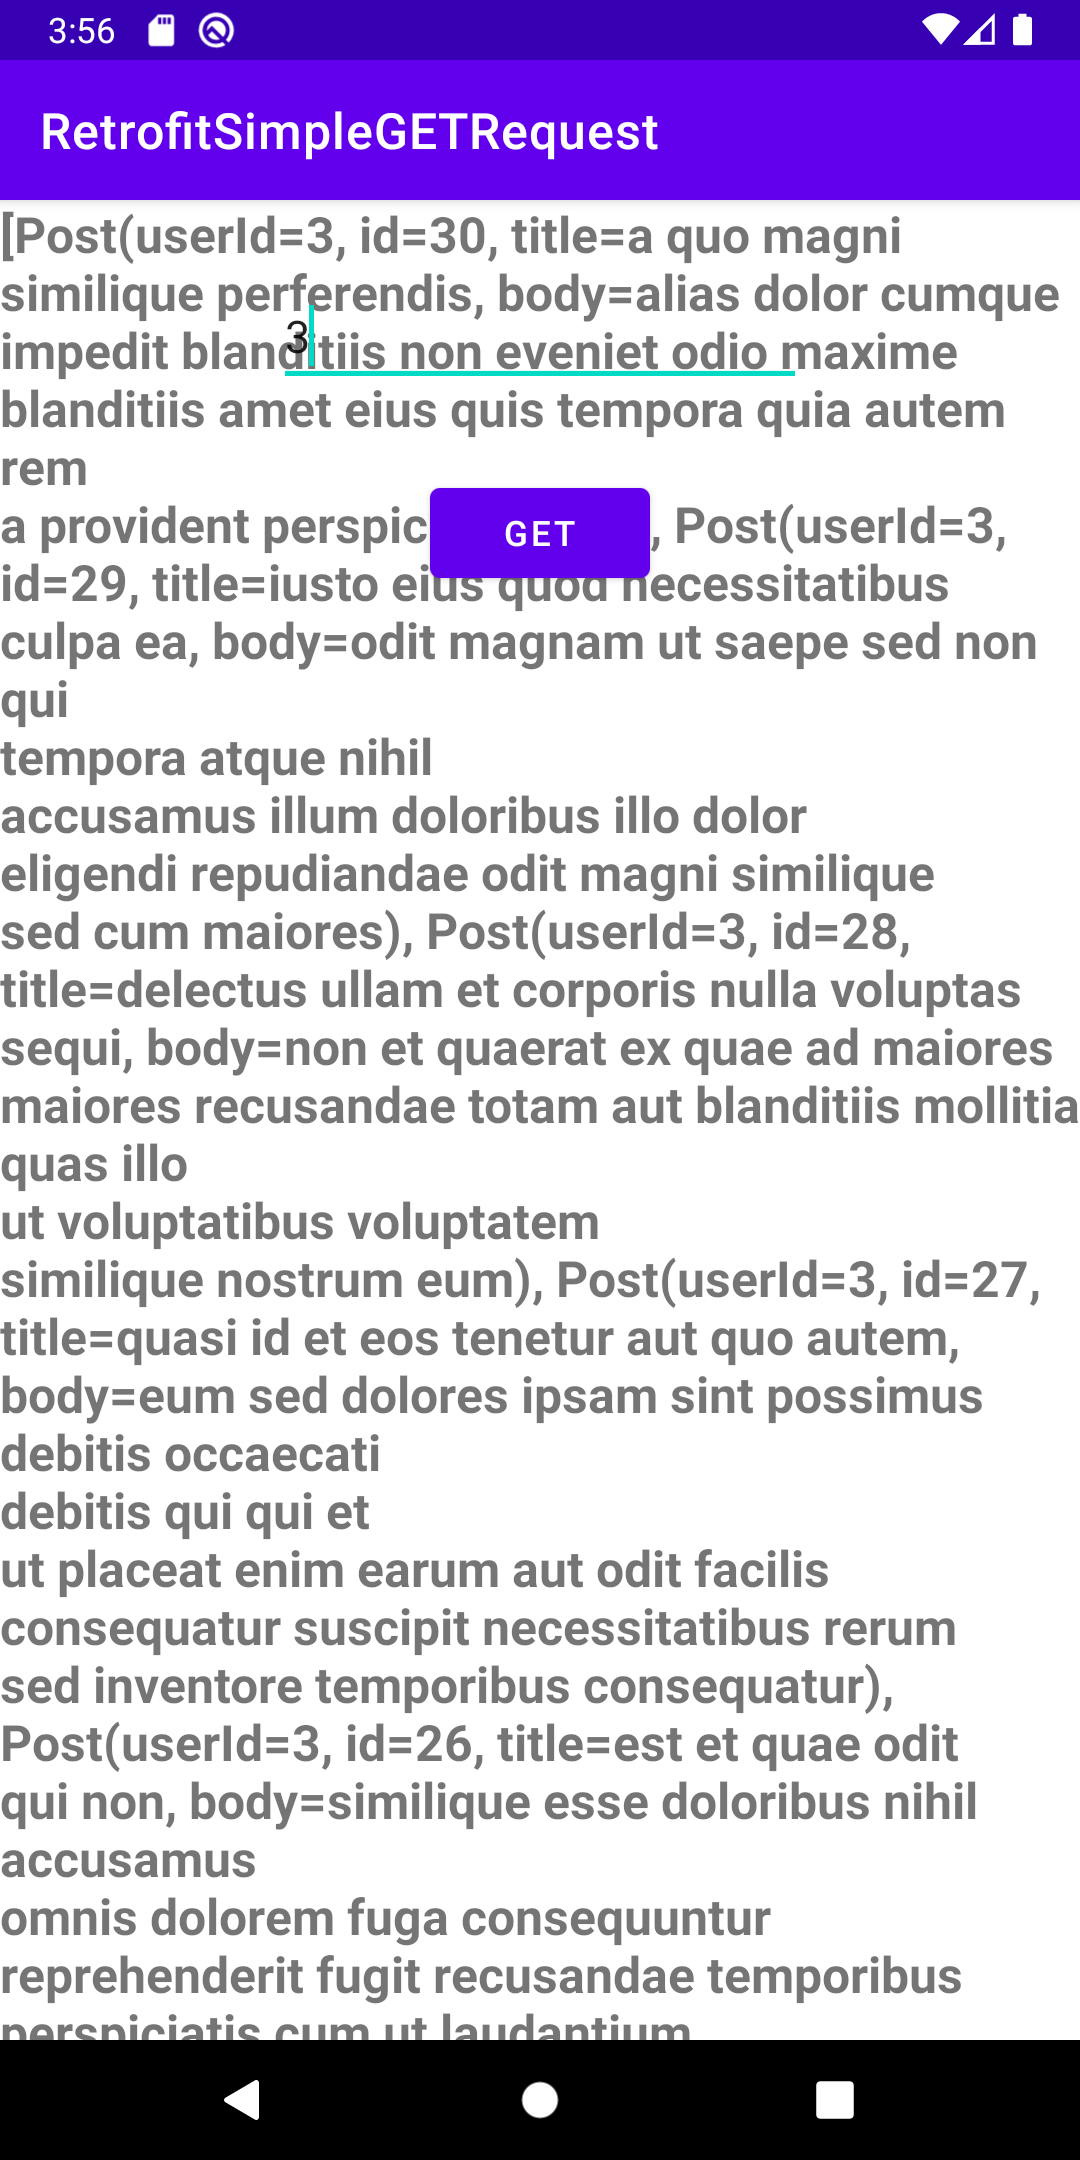 3:56
RetrofitSimpleGETRequest
[Post(userId=3, id=30, title=a quo magni
similique perferendis, body=alias dolor cumque
3
impedit blanditiis non eveniet odio maxime
blanditiis amet eius quis tempora quia autem
rem
a provident perspic
GET
, Post(userId=3,
id=29, title=iusto eius quod necessitatibus
culpa ea, body=odit magnam ut saepe sed non
qui
tempora atque nihil
accusamus illum doloribus illo dolor
eligendi repudiandae odit magni similique
sed cum maiores), Post(userId=3, id=28,
title=delectus ullam et corporis nulla voluptas
sequi, body=non et quaerat ex quae ad maiores
maiores recusandae totam aut blanditiis mollitia
quas illo
ut voluptatibus voluptatem
similique nostrum eum), Post(userId=3, id=27,
title=quasi id et eos tenetur aut quo autem,
body=eum sed dolores ipsam sint possimus
debitis occaecati
debitis qui qui et
ut placeat enim earum aut odit facilis
consequatur suscipit necessitatibus rerum
sed inventore temporibus consequatur),
Post(userId=3, id=26, title=est et quae odit
qui non, body=similique esse doloribus nihil
accusamus
omnis dolorem fuga consequuntur
reprehenderit fugit recusandae temporibus
perspiciatis cum ut laudantium